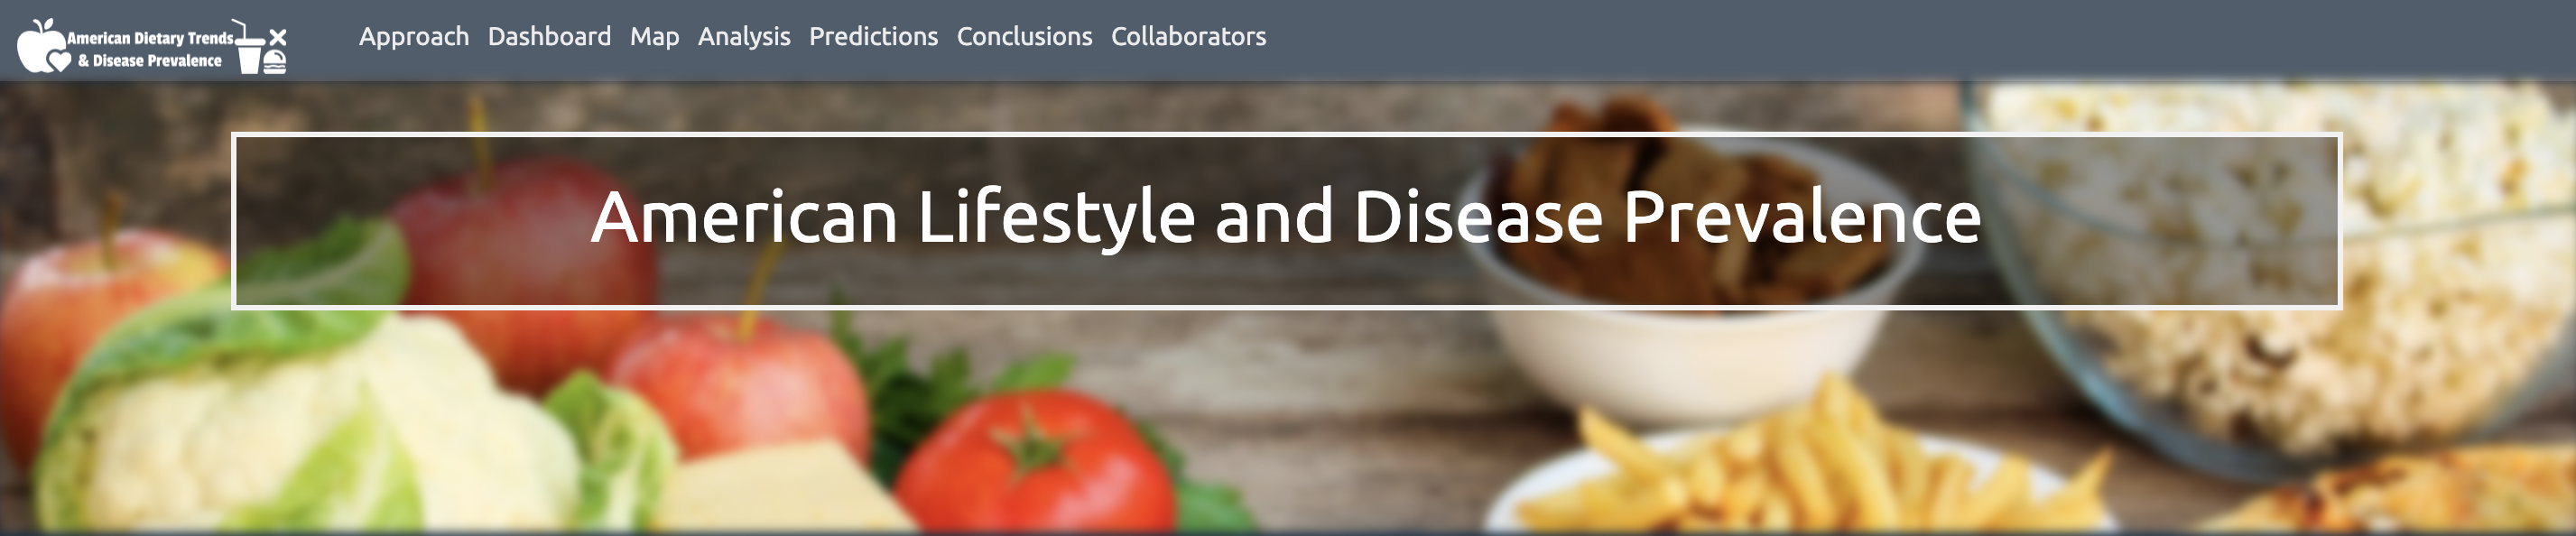 American Dietary Trends
& Disease Prevalence
Approach Dashboard Map Analysis Predictions Conclusions Collaborators
American Lifestyle and Disease Prevalence